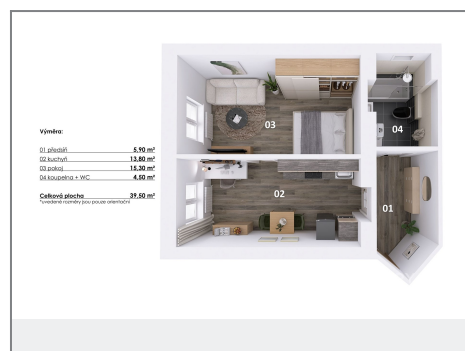 Výměra:
01 předsíň 5,90 m²
02 kuchyň 13,80 m²
03 pokoj 15,30 m²
04 koupelna + WC 4,50 m²
Celková plocha 39,50 m²
*uvedené rozměry jsou pouze orientační
03
04
02
01